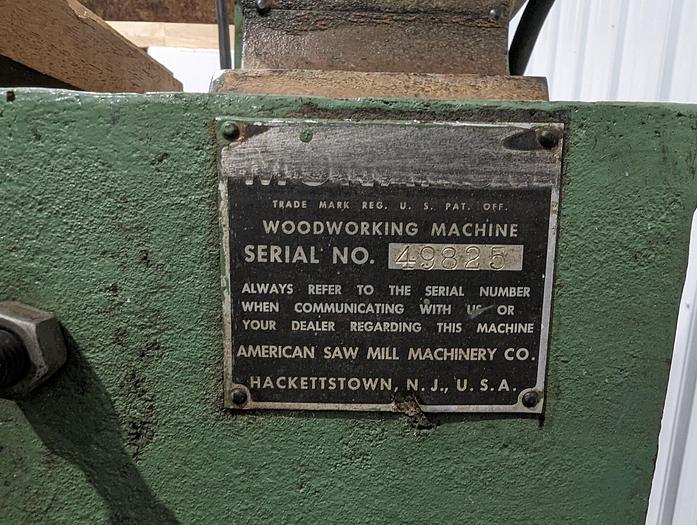 TRADE MARK REG. U. S. PAT. OFF.
WOODWORKING MACHINE
SERIAL NO. 49825
ALWAYS REFER TO THE SERIAL NUMBER
WHEN COMMUNICATING WITH US OR
YOUR DEALER REGARDING THIS MACHINE
AMERICAN SAW MILL MACHINERY CO.
HACKETTSTOWN, N. J., U. S. A.